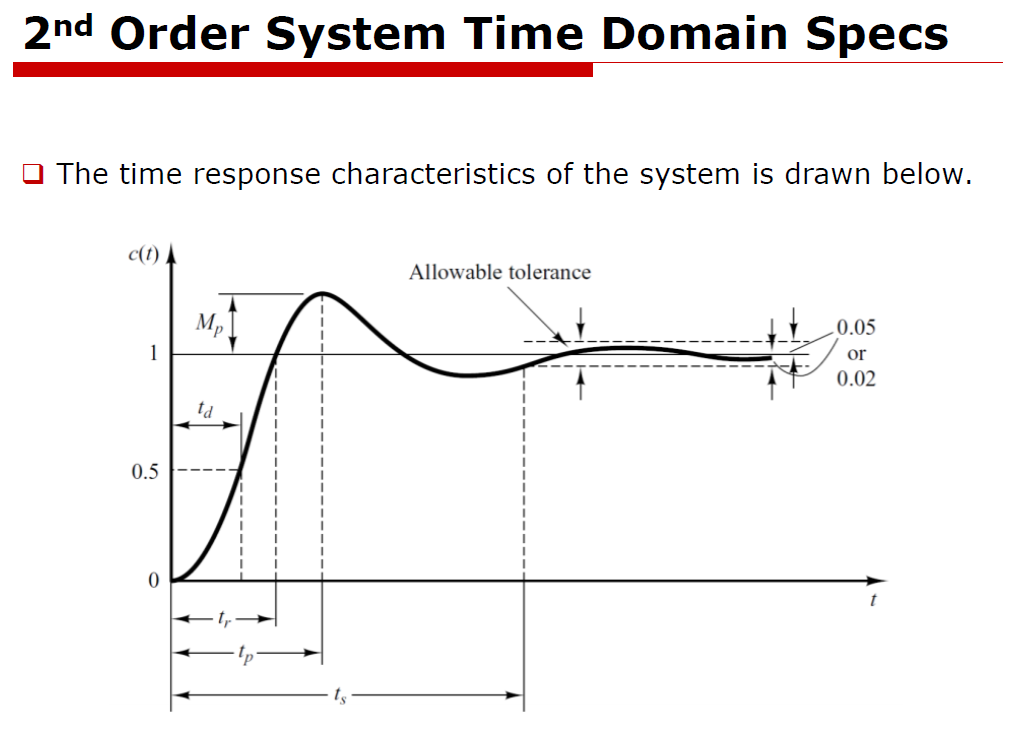 2nd Order System Time Domain Specs
❑ The time response characteristics of the system is drawn below.
c(t)
Allowable tolerance
Mp
0.05
1
or
0.02
td
0.5
0
t
tr
tp
ts